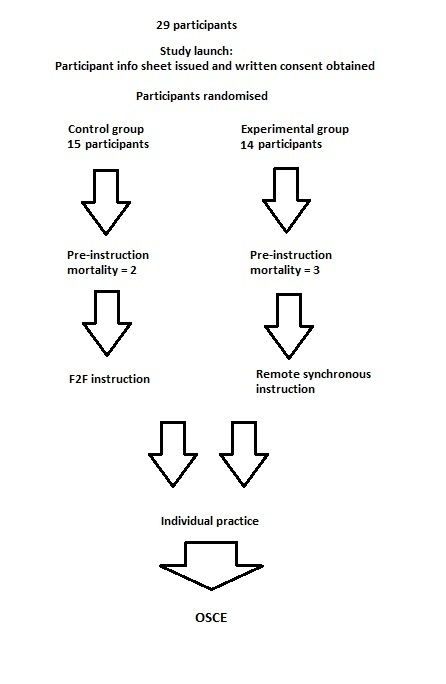 29 participants
Study launch:
Participant info sheet issued and written consent obtained
Participants randomised
Control group
15 participants
Experimental group
14 participants
Pre-instruction
mortality = 2
Pre-instruction
mortality = 3
F2F instruction
Remote synchronous
instruction
Individual practice
OSCE